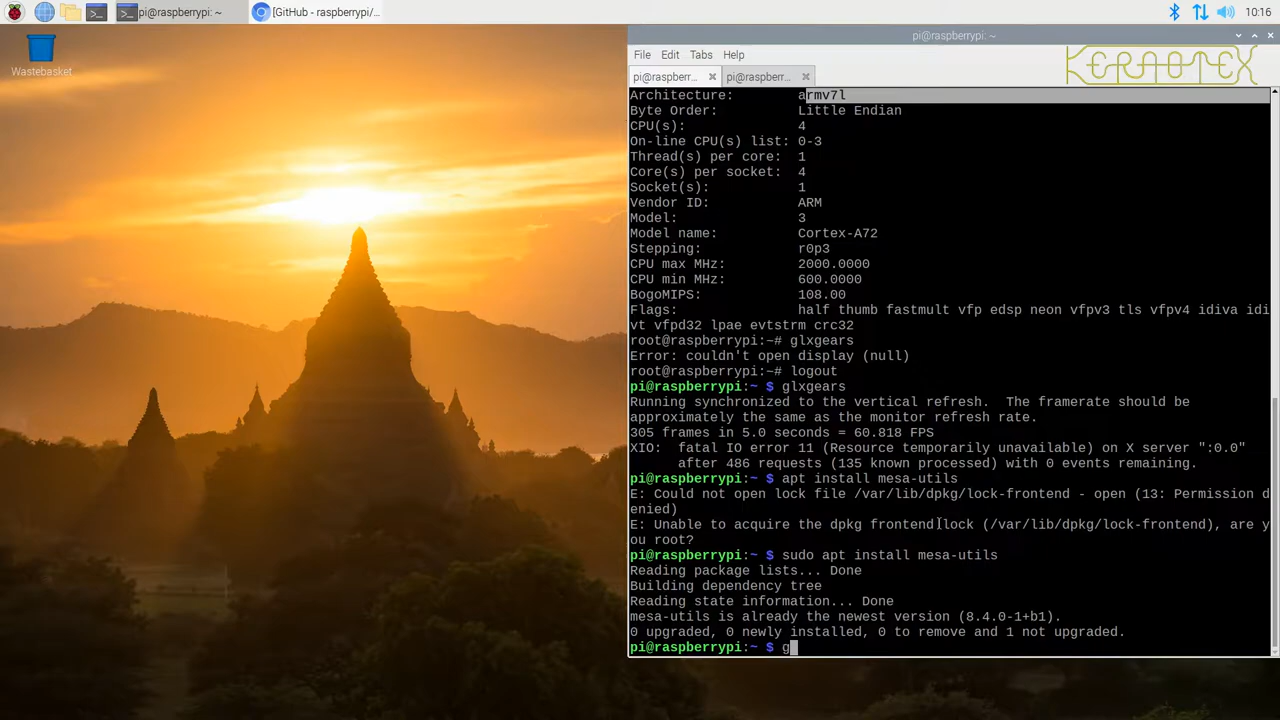 pi@raspberrypi: ~
[GitHub - raspberrypi/...
10:16
Wastebasket
pi@raspberrypi: ~
File Edit Tabs Help
KERAOTEX
pi@raspberr...
pi@raspberr...
Architecture: armv7l
Byte Order: Little Endian
CPU(s): 4
On-line CPU(s) list: 0-3
Thread(s) per core: 1
Core(s) per socket: 4
Socket(s): 1
Vendor ID: ARM
Model: 3
Model name: Cortex-A72
Stepping: r0p3
CPU max MHz: 2000.0000
CPU min MHz: 600.0000
BogoMIPS: 108.00
Flags: half thumb fastmult vfp edsp neon vfpv3 tls vfpv4 idiva idi
vt vfpd32 lpae evtstrm crc32
root@raspberrypi:~# glxgears
Error: couldn't open display (null)
root@raspberrypi:~# logout
pi@raspberrypi:~ $ glxgears
Running synchronized to the vertical refresh.  The framerate should be
approximately the same as the monitor refresh rate.
305 frames in 5.0 seconds = 60.818 FPS
XIO:  fatal IO error 11 (Resource temporarily unavailable) on X server ":0.0"
after 486 requests (135 known processed) with 0 events remaining.
pi@raspberrypi:~ $ apt install mesa-utils
E: Could not open lock file /var/lib/dpkg/lock-frontend - open (13: Permission d
enied)
E: Unable to acquire the dpkg frontend lock (/var/lib/dpkg/lock-frontend), are y
ou root?
pi@raspberrypi:~ $ sudo apt install mesa-utils
Reading package lists... Done
Building dependency tree
Reading state information... Done
mesa-utils is already the newest version (8.4.0-1+b1).
0 upgraded, 0 newly installed, 0 to remove and 1 not upgraded.
pi@raspberrypi:~ $ g